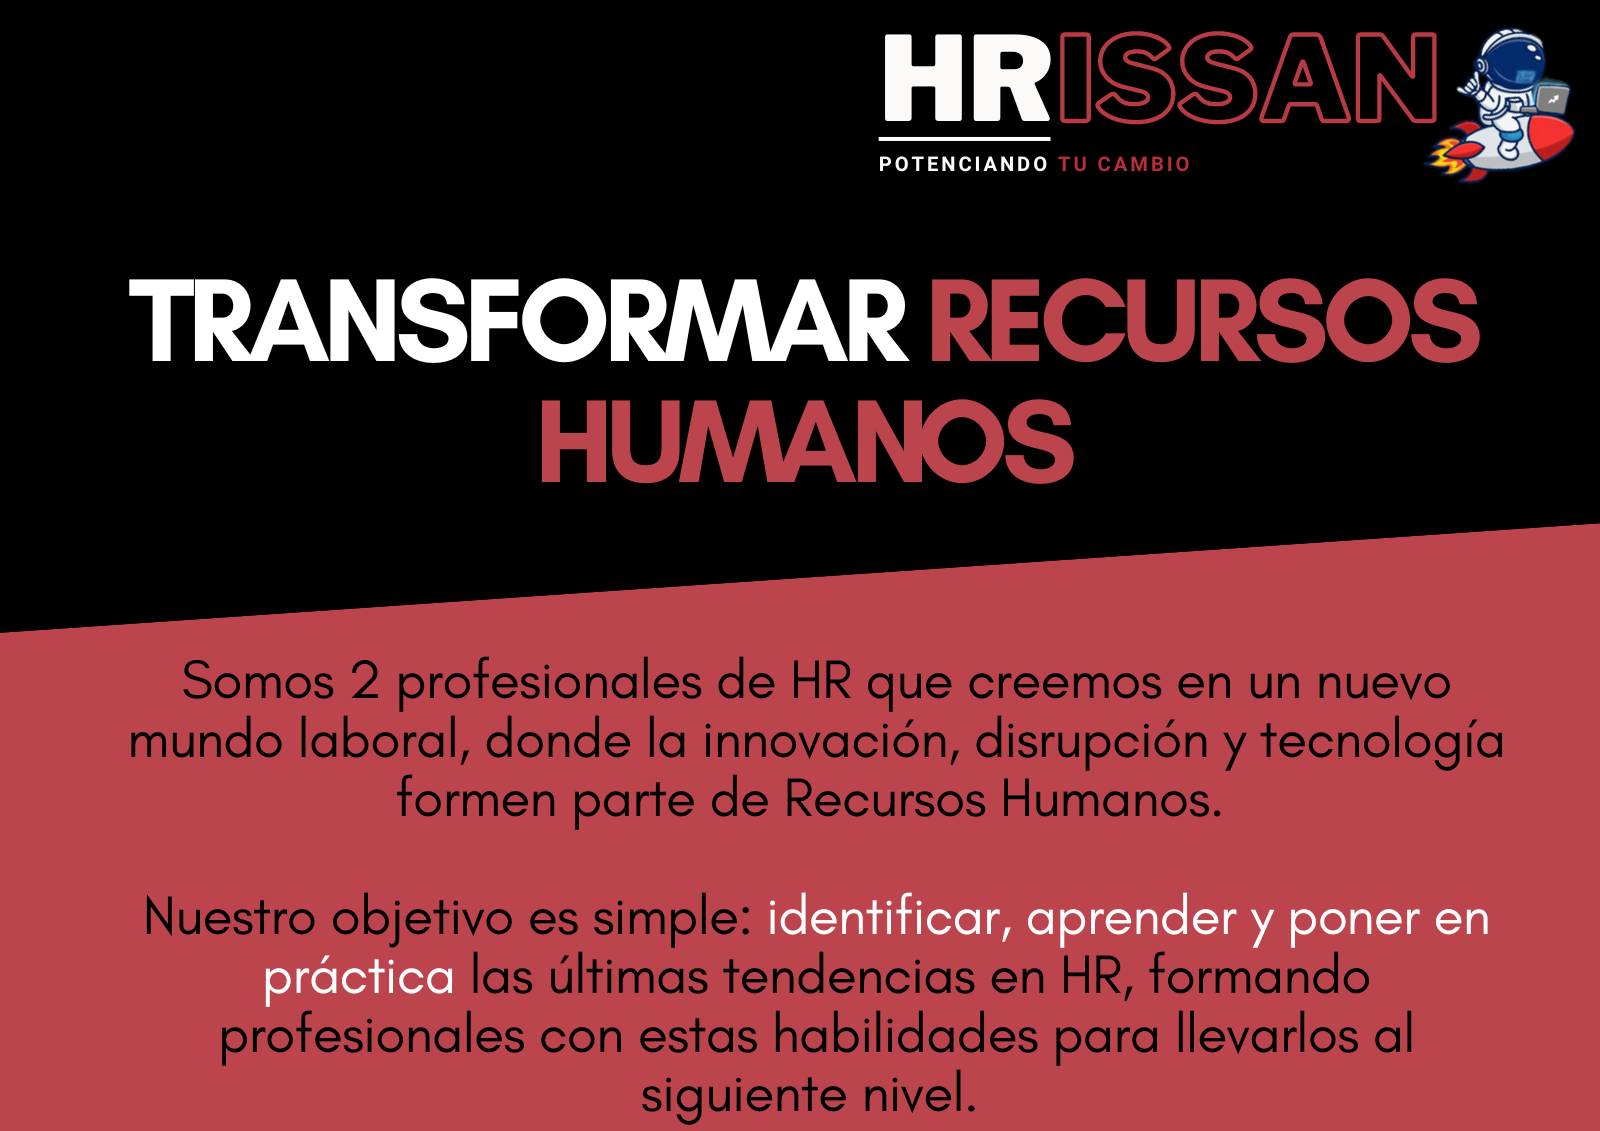 HRISSAN
POTENCIANDO TU CAMBIO
TRANSFORMAR RECURSOS
HUMANOS
Somos 2 profesionales de HR que creemos en un nuevo
mundo laboral, donde la innovación, disrupción y tecnología
formen parte de Recursos Humanos.
Nuestro objetivo es simple: identificar, aprender y poner en
práctica las últimas tendencias en HR, formando
profesionales con estas habilidades para llevarlos al
siguiente nivel.